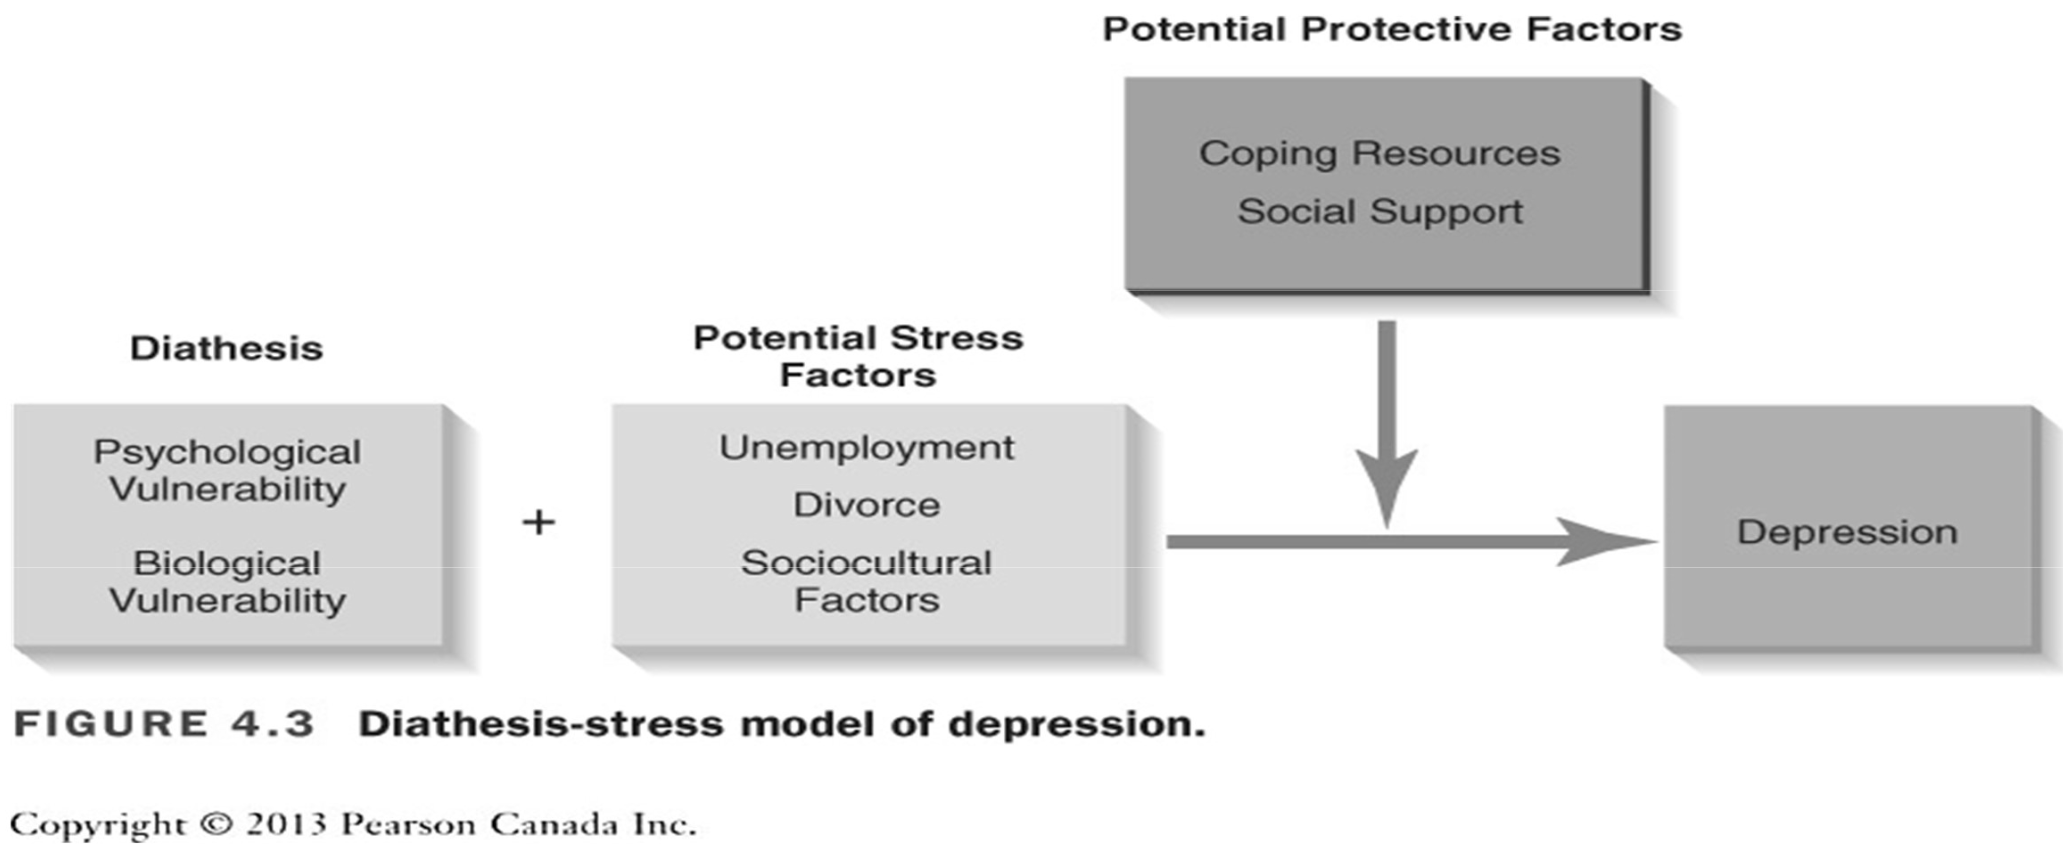 Potential Protective Factors
Coping Resources
Social Support
Diathesis
Psychological
Vulnerability
Biological
Vulnerability
+
Potential Stress
Factors
Unemployment
Divorce
Sociocultural
Factors
Depression
FIGURE 4.3 Diathesis-stress model of depression.
Copyright © 2013 Pearson Canada Inc.